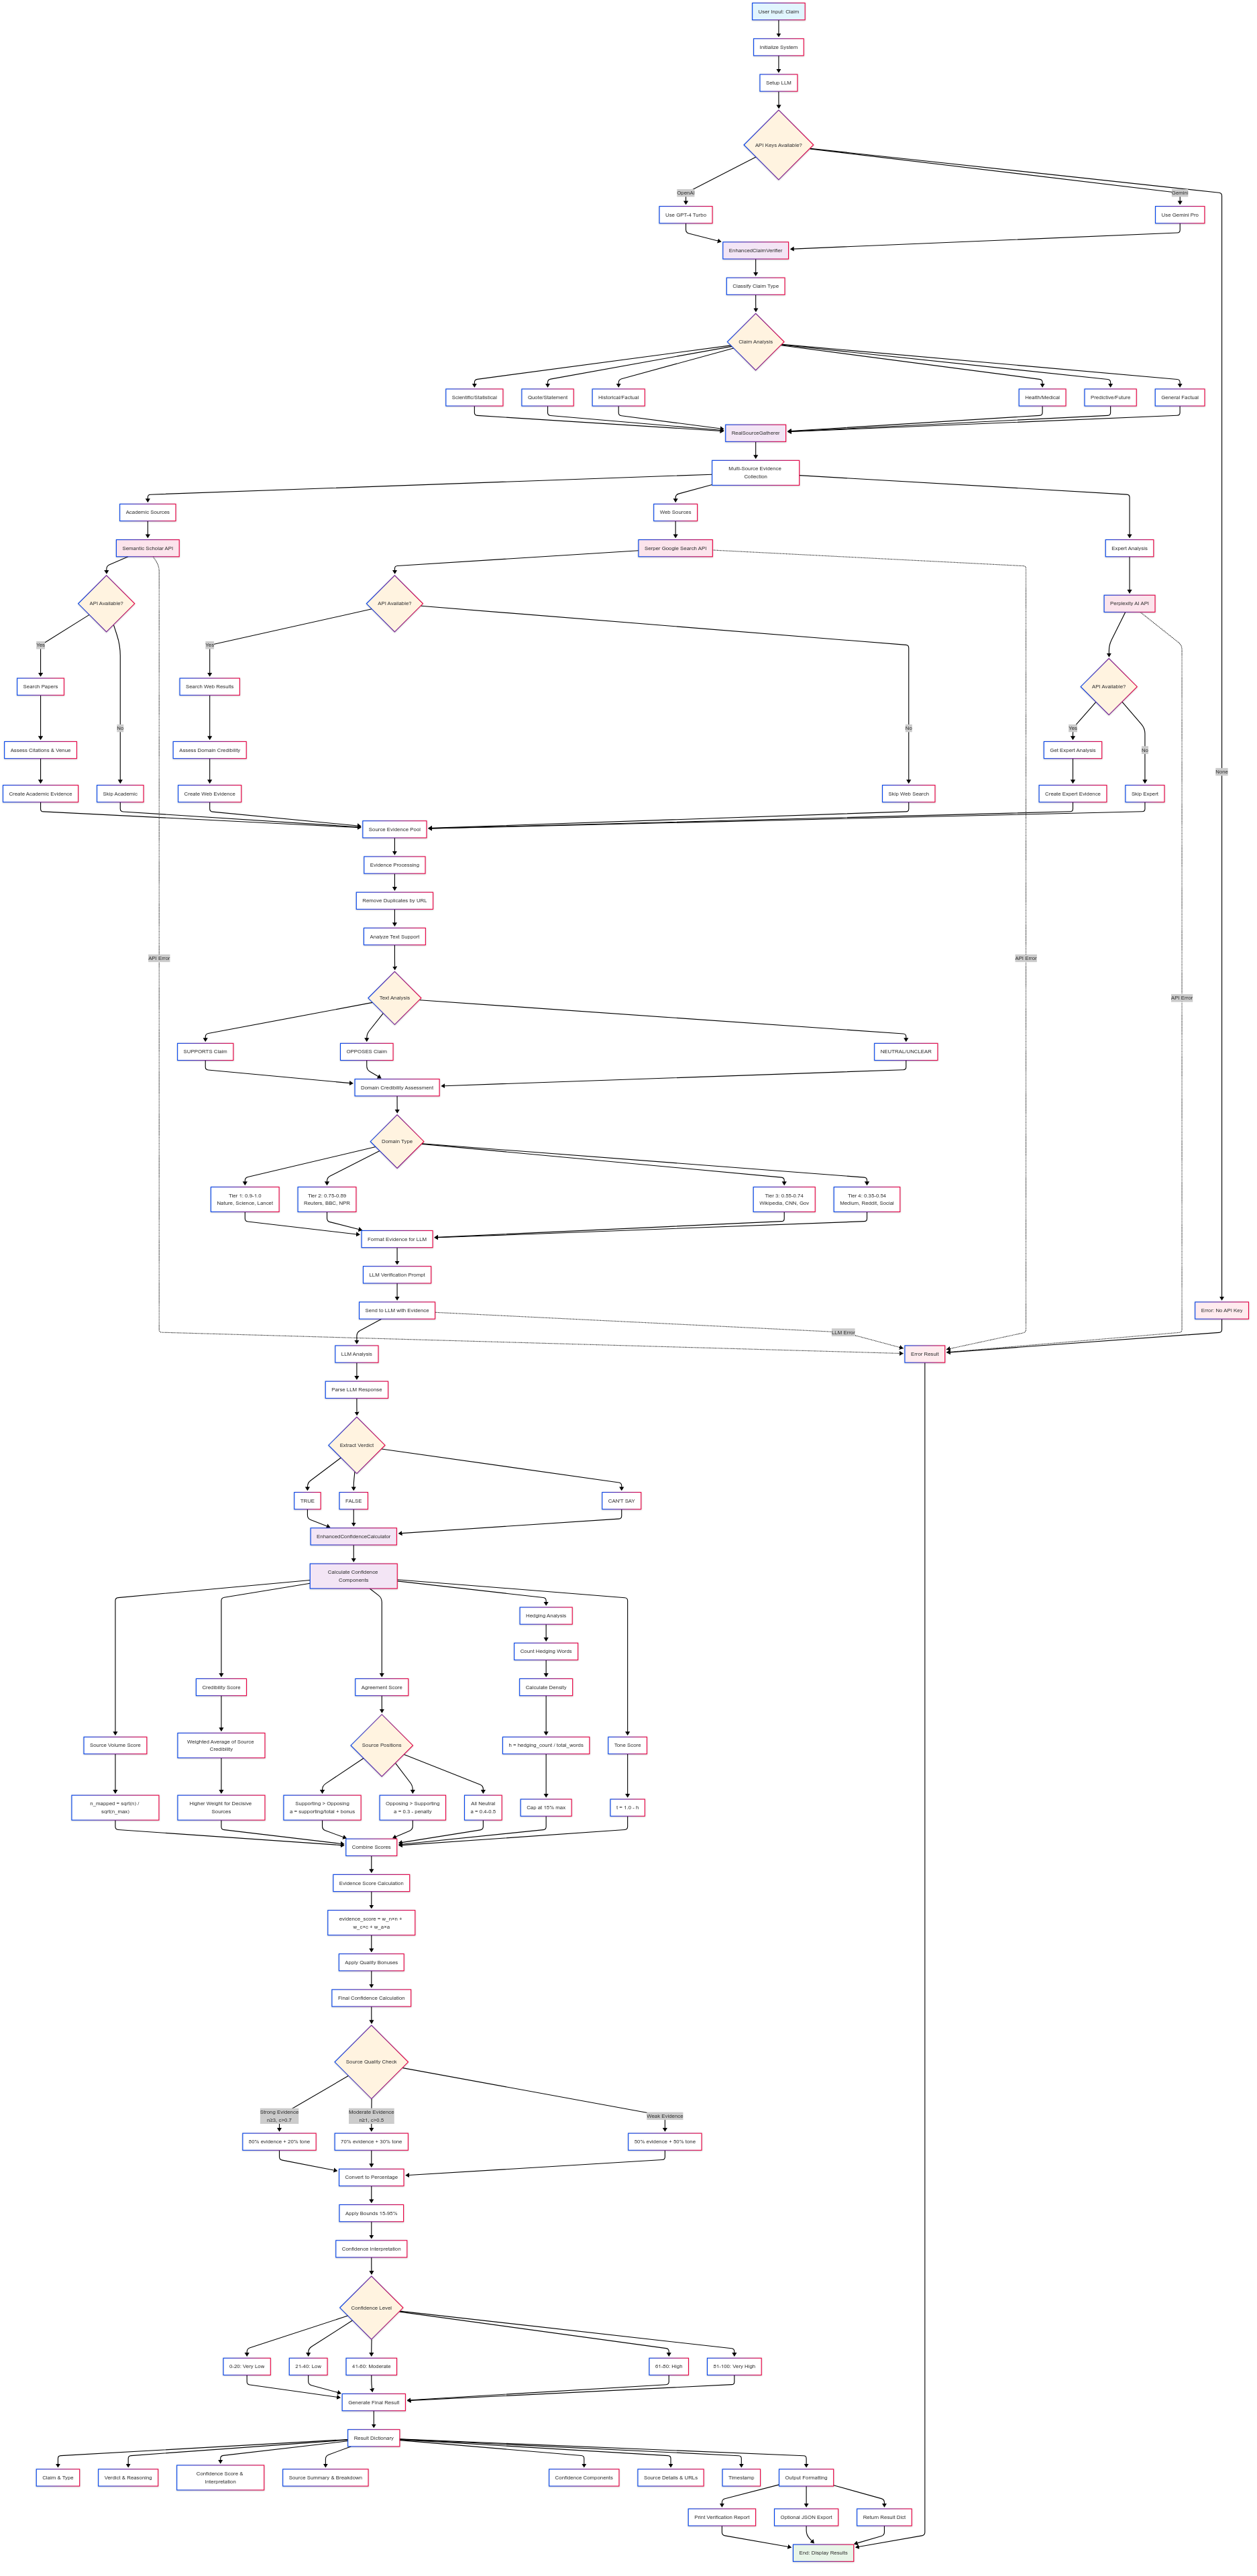 User Input: Claim
Initialize System
Setup LLM
API Keys Available?
OpenAI
Gemini
Use GPT-4 Turbo
Use Gemini Pro
EnhancedClaimVerifier
Classify Claim Type
Claim Analysis
Scientific/Statistical
Quote/Statement
Historical/Factual
Health/Medical
Predictive/Future
General Factual
RealSourceGatherer
Multi-Source Evidence
Collection
Academic Sources
Web Sources
Semantic Scholar API
Serper Google Search API
Expert Analysis
API Available?
API Available?
Perplexity AI API
Yes
Yes
Search Papers
Search Web Results
API Available?
No
No
Yes
Assess Citations & Venue
Assess Domain Credibility
Get Expert Analysis
No
None
Create Academic Evidence
Skip Academic
Create Web Evidence
Skip Web Search
Create Expert Evidence
Skip Expert
Source Evidence Pool
Evidence Processing
Remove Duplicates by URL
Analyze Text Support
API Error
API Error
Text Analysis
API Error
SUPPORTS Claim
OPPOSES Claim
NEUTRAL/UNCLEAR
Domain Credibility Assessment
Domain Type
Tier 1: 0.9-1.0
Nature, Science, Lancet
Tier 2: 0.75-0.89
Reuters, BBC, NPR
Tier 3: 0.55-0.74
Wikipedia, CNN, Gov
Tier 4: 0.35-0.54
Medium, Reddit, Social
Format Evidence for LLM
LLM Verification Prompt
Send to LLM with Evidence
Error: No API Key
LLM Error
LLM Analysis
Error Result
Parse LLM Response
Extract Verdict
TRUE
FALSE
CAN'T SAY
EnhancedConfidenceCalculator
Calculate Confidence
Components
Hedging Analysis
Count Hedging Words
Credibility Score
Agreement Score
Calculate Density
Source Volume Score
Weighted Average of Source
Credibility
Source Positions
h = hedging_count / total_words
Tone Score
n_mapped = sqrt(n) /
sqrt(n_max)
Higher Weight for Decisive
Sources
Supporting > Opposing
a = supporting/total + bonus
Opposing > Supporting
a = 0.3 - penalty
All Neutral
a = 0.4-0.5
Cap at 15% max
t = 1.0 - h
Combine Scores
Evidence Score Calculation
evidence_score = w_n×n +
w_c×c + w_a×a
Apply Quality Bonuses
Final Confidence Calculation
Source Quality Check
Strong Evidence
n≥3, c>0.7
Moderate Evidence
n≥1, c>0.5
Weak Evidence
80% evidence + 20% tone
70% evidence + 30% tone
50% evidence + 50% tone
Convert to Percentage
Apply Bounds 15-95%
Confidence Interpretation
Confidence Level
0-20: Very Low
21-40: Low
41-60: Moderate
61-80: High
81-100: Very High
Generate Final Result
Result Dictionary
Claim & Type
Verdict & Reasoning
Confidence Score &
Interpretation
Source Summary & Breakdown
Confidence Components
Source Details & URLs
Timestamp
Output Formatting
Print Verification Report
Optional JSON Export
Return Result Dict
End: Display Results